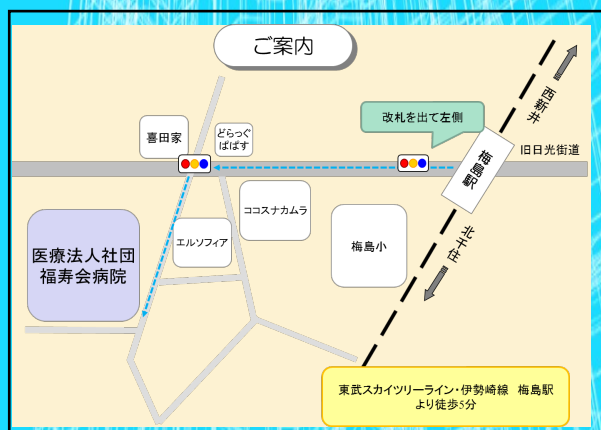 ご案内
西新井
改札を出て左側
喜田家
どらっぐ
ぱぱす
梅島駅
旧日光街道
ココスナカムラ
エルソフィア
梅島小
北千住
医療法人社団
福寿会病院
東武スカイツリーライン・伊勢崎線 梅島駅
より徒歩5分